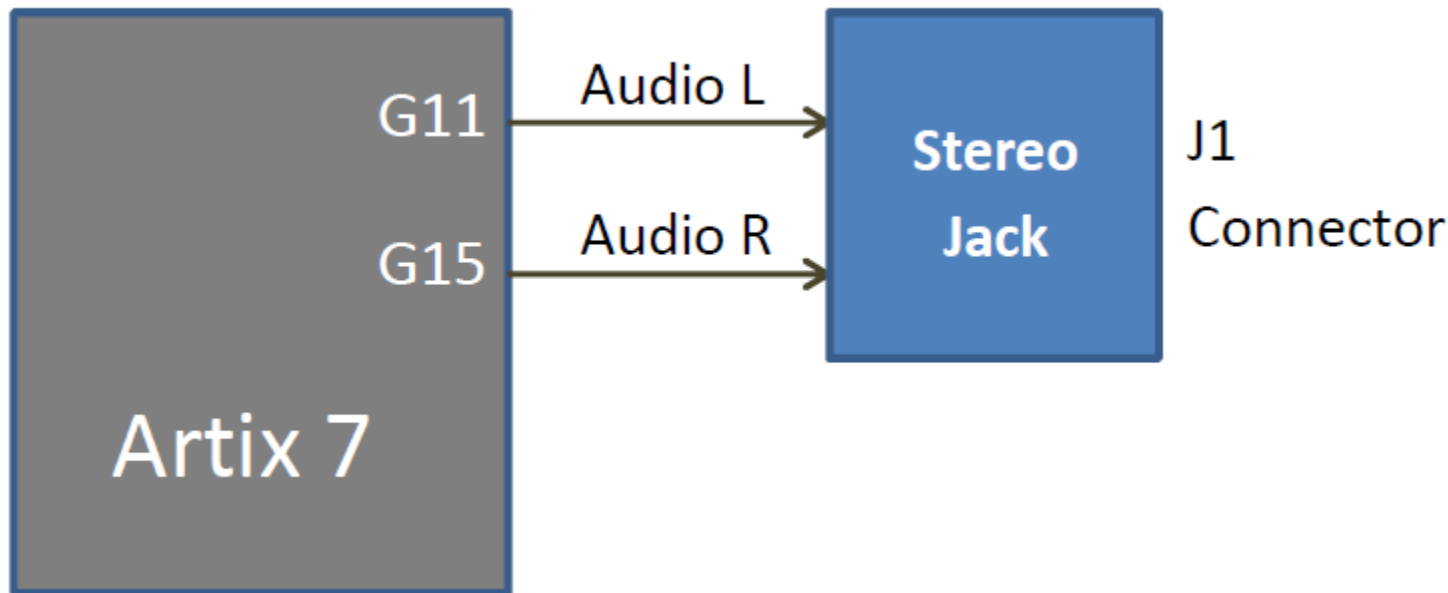 G11
Audio L
G15
Audio R
Artix 7
Stereo
Jack
J1
Connector